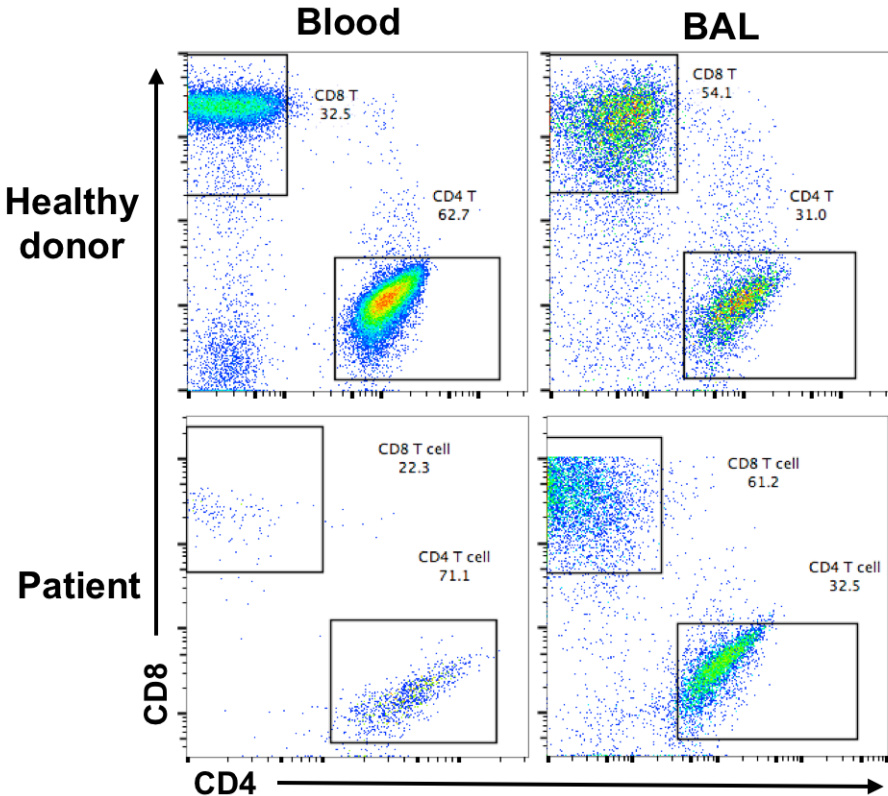 Blood
BAL
Healthy
donor
CD8 T
32.5
CD4 T
62.7
CD8 T
54.1
CD4 T
31.0
Patient
CD8 T cell
22.3
CD4 T cell
71.1
CD8 T cell
61.2
CD4 T cell
32.5
CD8
CD4